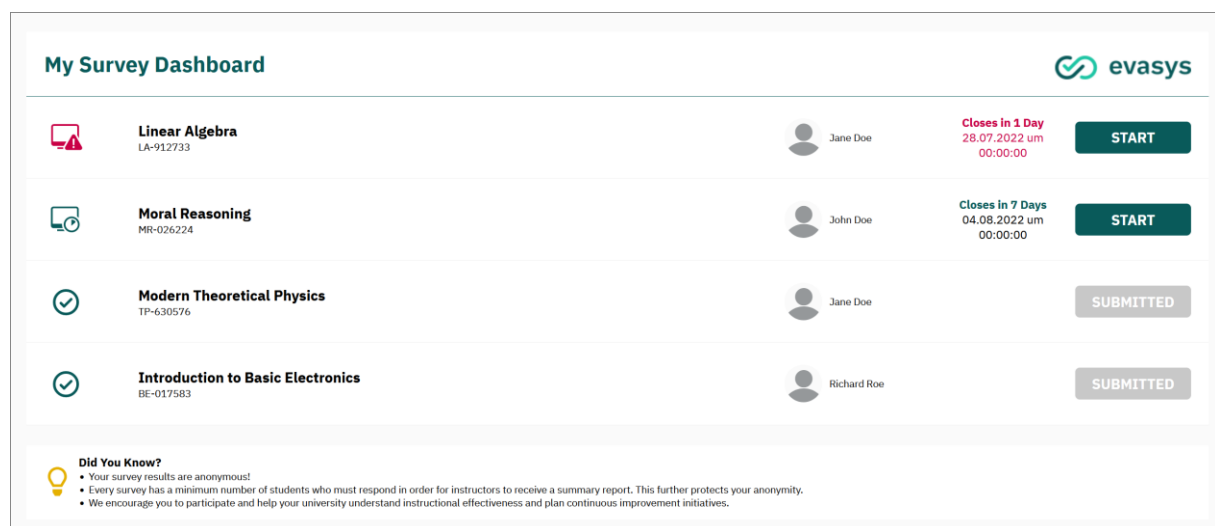 My Survey Dashboard
evasys
Linear Algebra
LA-912733
Jane Doe
Closes in 1 Day
28.07.2022 um
00:00:00
START
Moral Reasoning
MR-026224
John Doe
Closes in 7 Days
04.08.2022 um
00:00:00
START
Modern Theoretical Physics
TP-630576
Jane Doe
SUBMITTED
Introduction to Basic Electronics
BE-017583
Richard Roe
SUBMITTED
Did You Know?
• Your survey results are anonymous!
• Every survey has a minimum number of students who must respond in order for instructors to receive a summary report. This further protects your anonymity.
• We encourage you to participate and help your university understand instructional effectiveness and plan continuous improvement initiatives.